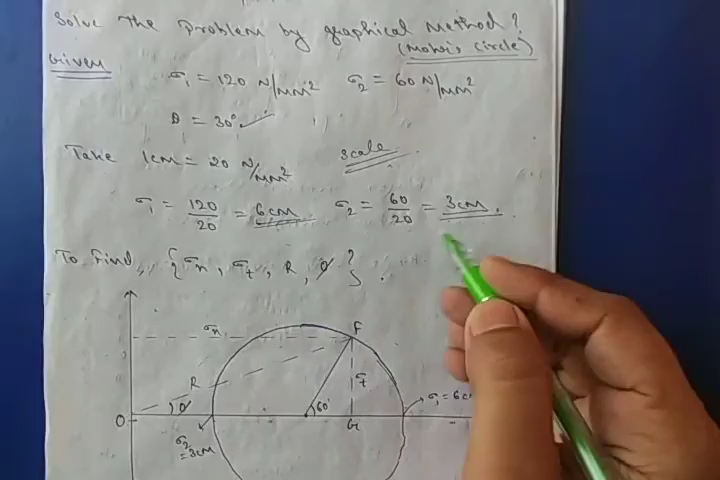 Solve the problem by graphical method?
(Mohr's circle)
Given
σ₁ = 120 N/mm² σ₂ = 60 N/mm²
θ = 30°
Take 1cm = 20 N/mm² scale
σ₁ = 120/20 = 6cm. σ₂ = 60/20 = 3cm.
To find, {σn, σt, R, Ø}.
σn F
R σt
O Ø 60° G σ₁ = 6c
σ₂ = 3cm